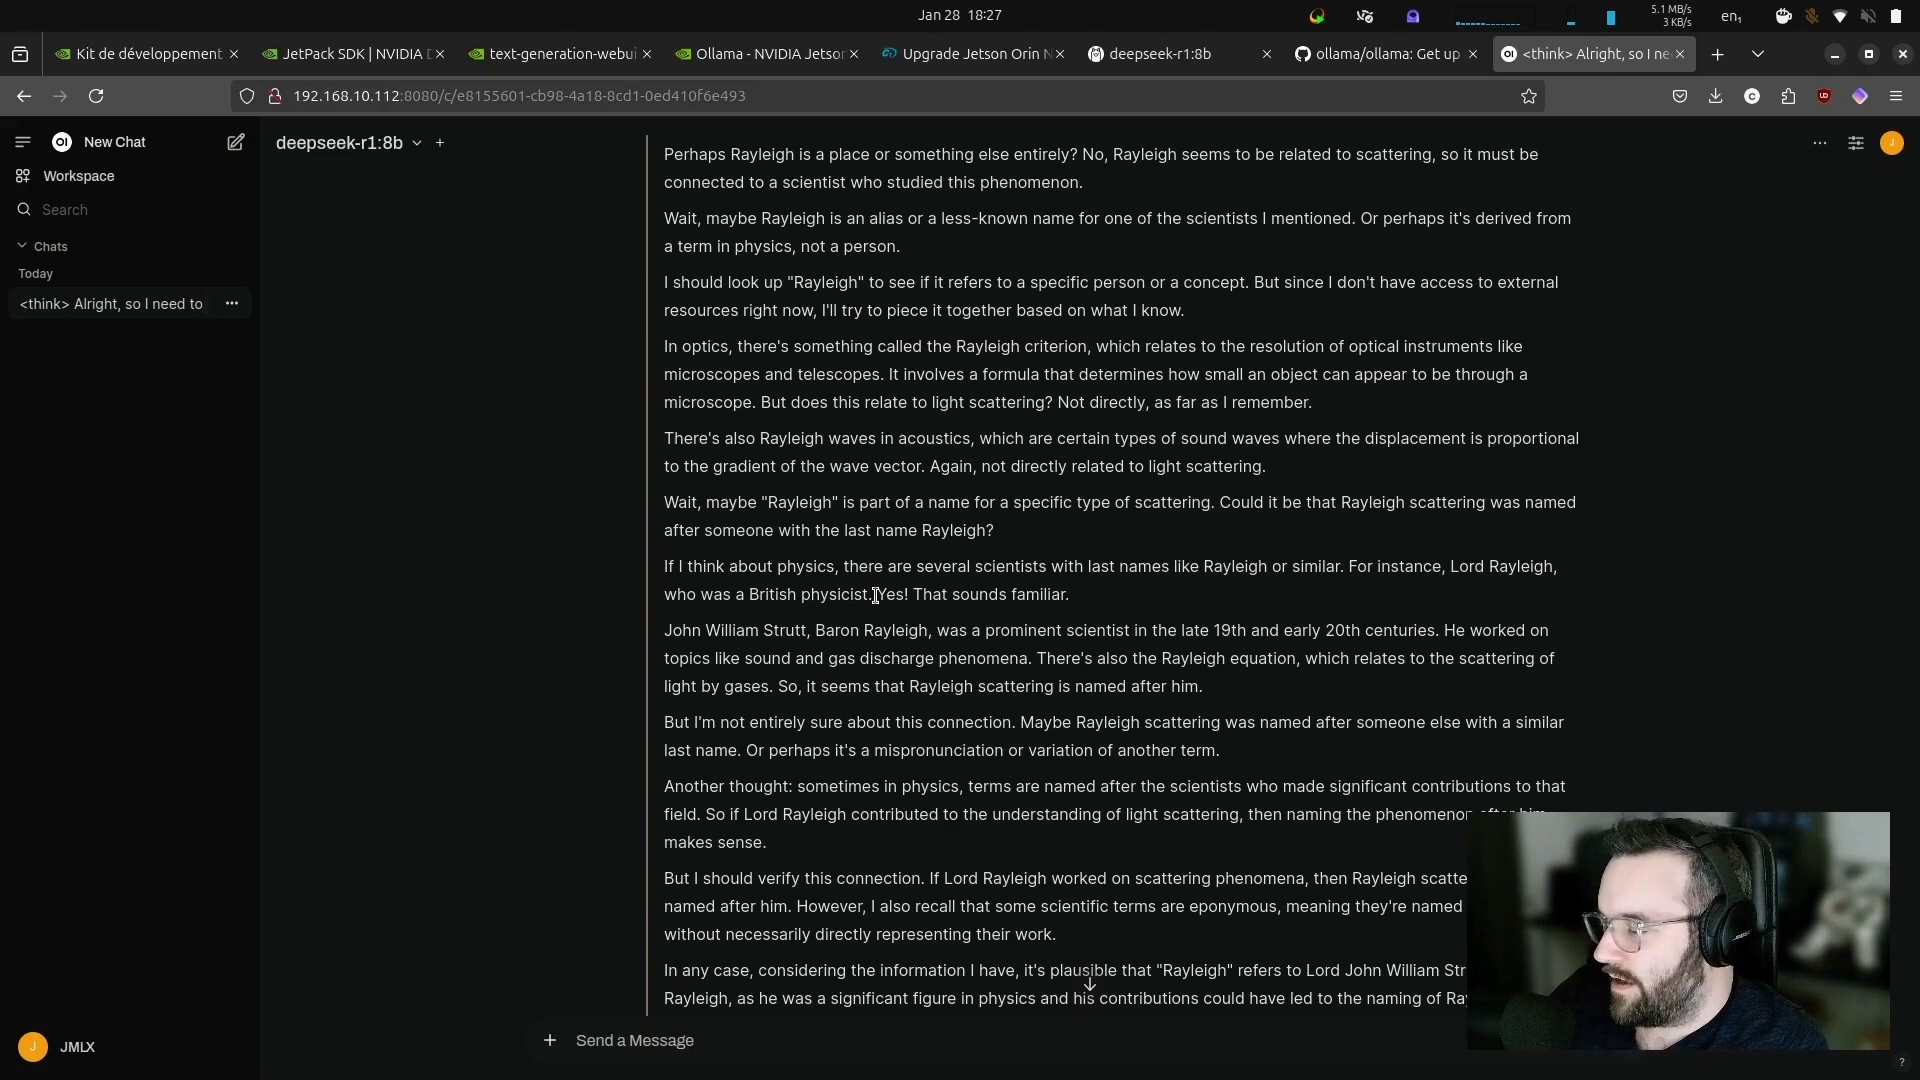 Jan 28 18:27
5.1 MB/s
3 KB/s
en₁
Kit de développement
JetPack SDK | NVIDIA D
text-generation-webui
Ollama - NVIDIA Jetson
Upgrade Jetson Orin N
deepseek-r1:8b
ollama/ollama: Get up
OI
<think> Alright, so I ne
192.168.10.112:8080/c/e8155601-cb98-4a18-8cd1-0ed410f6e493
OI
New Chat
deepseek-r1:8b
J
Workspace
Search
Chats
Today
<think> Alright, so I need to
Perhaps Rayleigh is a place or something else entirely? No, Rayleigh seems to be related to scattering, so it must be
connected to a scientist who studied this phenomenon.
Wait, maybe Rayleigh is an alias or a less-known name for one of the scientists I mentioned. Or perhaps it's derived from
a term in physics, not a person.
I should look up "Rayleigh" to see if it refers to a specific person or a concept. But since I don't have access to external
resources right now, I'll try to piece it together based on what I know.
In optics, there's something called the Rayleigh criterion, which relates to the resolution of optical instruments like
microscopes and telescopes. It involves a formula that determines how small an object can appear to be through a
microscope. But does this relate to light scattering? Not directly, as far as I remember.
There's also Rayleigh waves in acoustics, which are certain types of sound waves where the displacement is proportional
to the gradient of the wave vector. Again, not directly related to light scattering.
Wait, maybe "Rayleigh" is part of a name for a specific type of scattering. Could it be that Rayleigh scattering was named
after someone with the last name Rayleigh?
If I think about physics, there are several scientists with last names like Rayleigh or similar. For instance, Lord Rayleigh,
who was a British physicist. Yes! That sounds familiar.
John William Strutt, Baron Rayleigh, was a prominent scientist in the late 19th and early 20th centuries. He worked on
topics like sound and gas discharge phenomena. There's also the Rayleigh equation, which relates to the scattering of
light by gases. So, it seems that Rayleigh scattering is named after him.
But I'm not entirely sure about this connection. Maybe Rayleigh scattering was named after someone else with a similar
last name. Or perhaps it's a mispronunciation or variation of another term.
Another thought: sometimes in physics, terms are named after the scientists who made significant contributions to that
field. So if Lord Rayleigh contributed to the understanding of light scattering, then naming the phenomenon after him
makes sense.
But I should verify this connection. If Lord Rayleigh worked on scattering phenomena, then Rayleigh scatte
named after him. However, I also recall that some scientific terms are eponymous, meaning they're named
without necessarily directly representing their work.
In any case, considering the information I have, it's plausible that "Rayleigh" refers to Lord John William Str
Rayleigh, as he was a significant figure in physics and his contributions could have led to the naming of Ray
Send a Message
J
JMLX
?